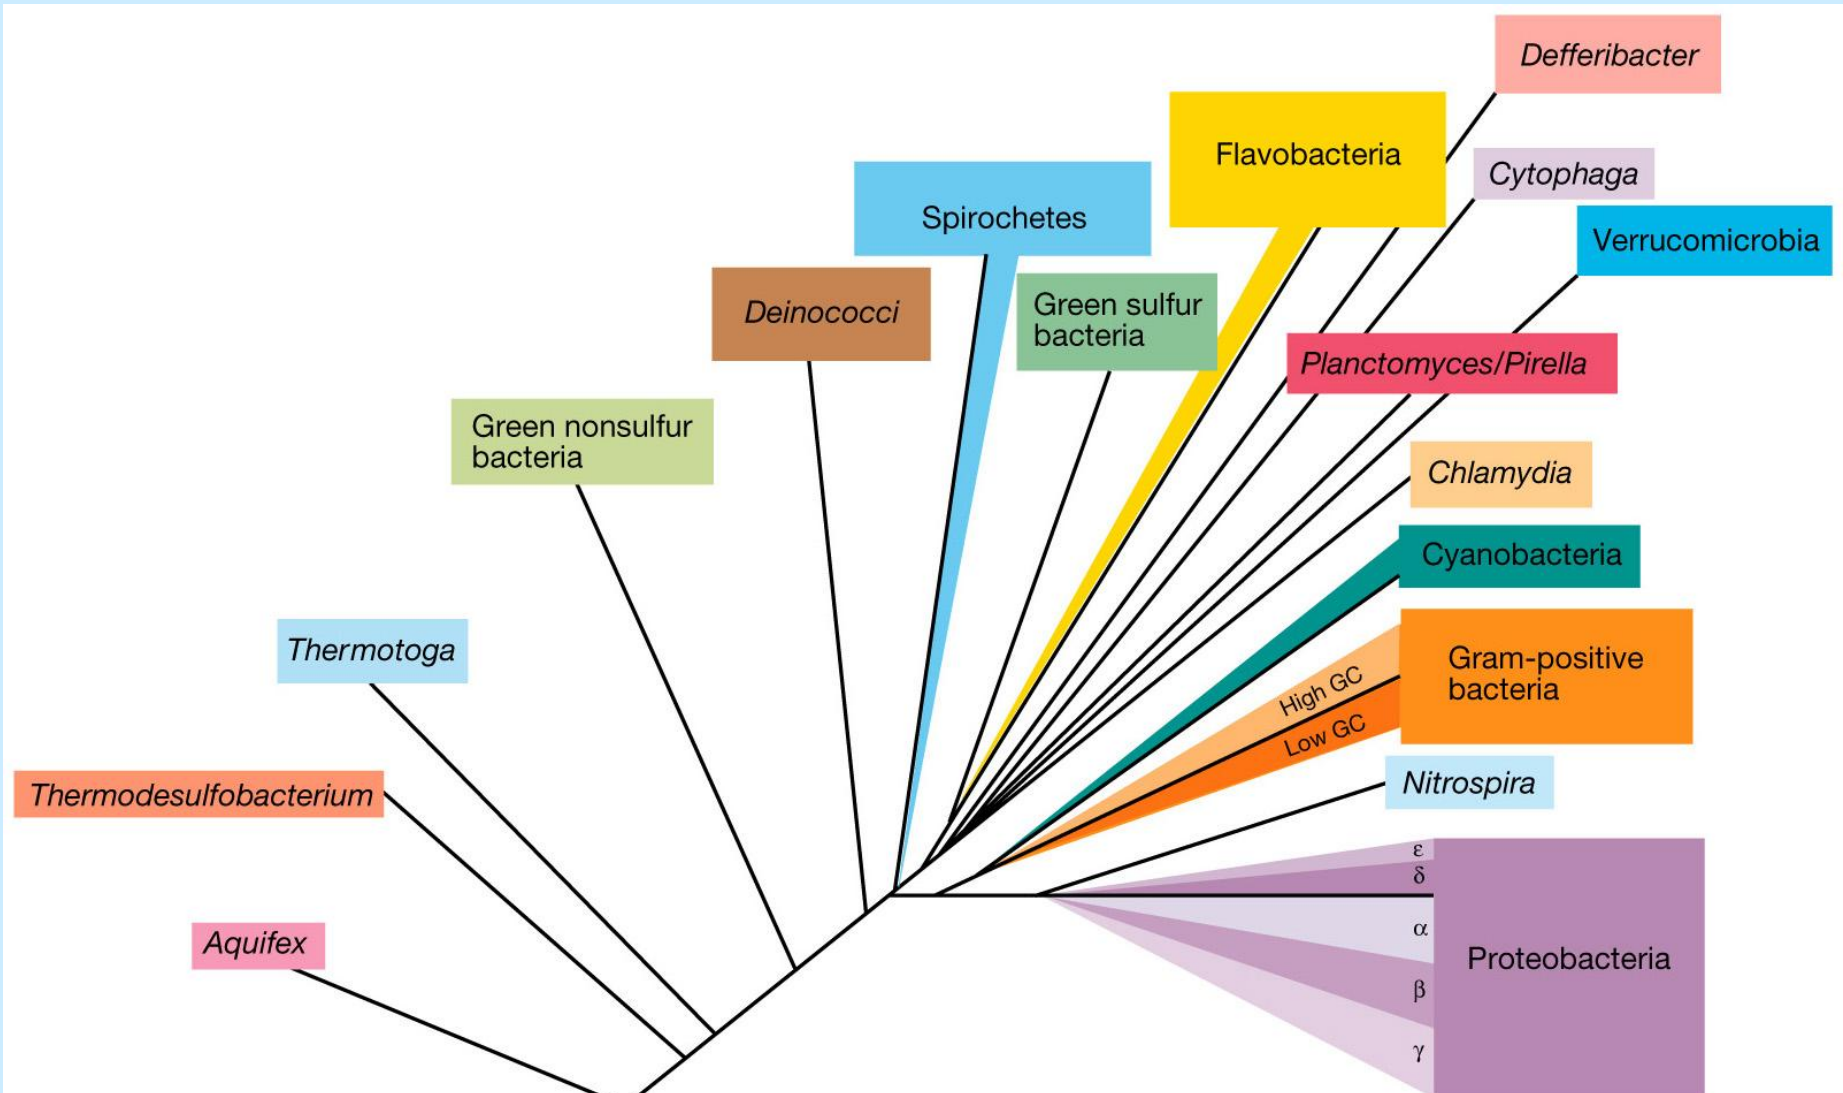 Defferibacter
Flavobacteria
Cytophaga
Spirochetes
Verrucomicrobia
Deinococci
Green sulfur
bacteria
Planctomyces/Pirella
Green nonsulfur
bacteria
Chlamydia
Cyanobacteria
Thermotoga
Gram-positive
bacteria
High GC
Low GC
Nitrospira
Thermodesulfobacterium
ε
δ
Aquifex
α
Proteobacteria
β
γ